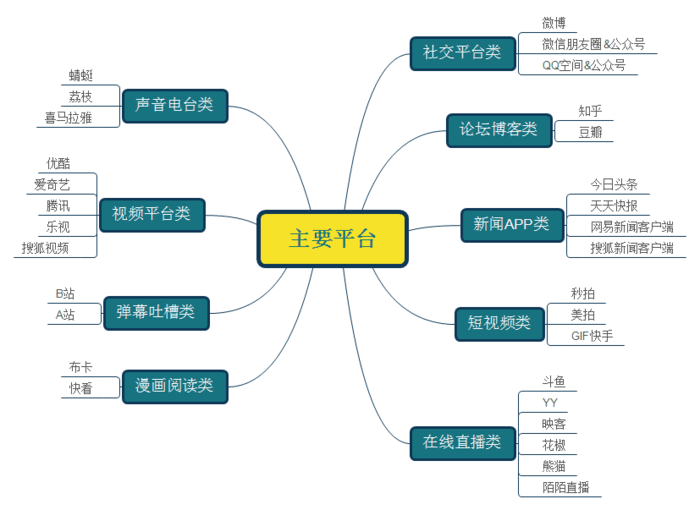 主要平台
社交平台类
微博
微信朋友圈&公众号
QQ空间&公众号
论坛博客类
知乎
豆瓣
新闻APP类
今日头条
天天快报
网易新闻客户端
搜狐新闻客户端
短视频类
秒拍
美拍
GIF快手
在线直播类
斗鱼
YY
映客
花椒
熊猫
陌陌直播
声音电台类
蜻蜓
荔枝
喜马拉雅
视频平台类
优酷
爱奇艺
腾讯
乐视
搜狐视频
弹幕吐槽类
B站
A站
漫画阅读类
布卡
快看